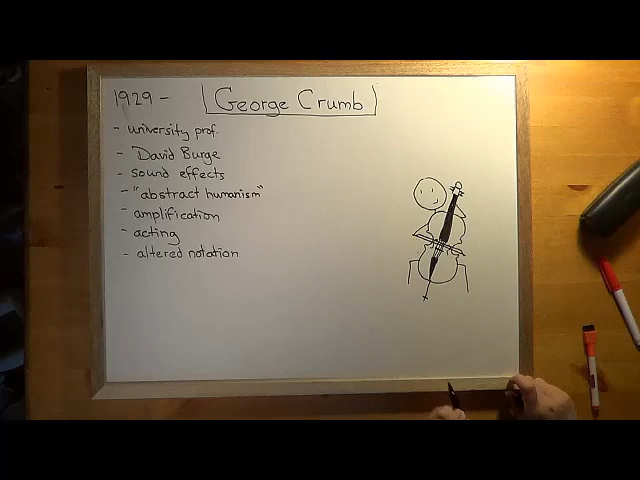 1929 - George Crumb
- university prof.
- David Burge
- sound effects
- "abstract humanism"
- amplification
- acting
- altered notation